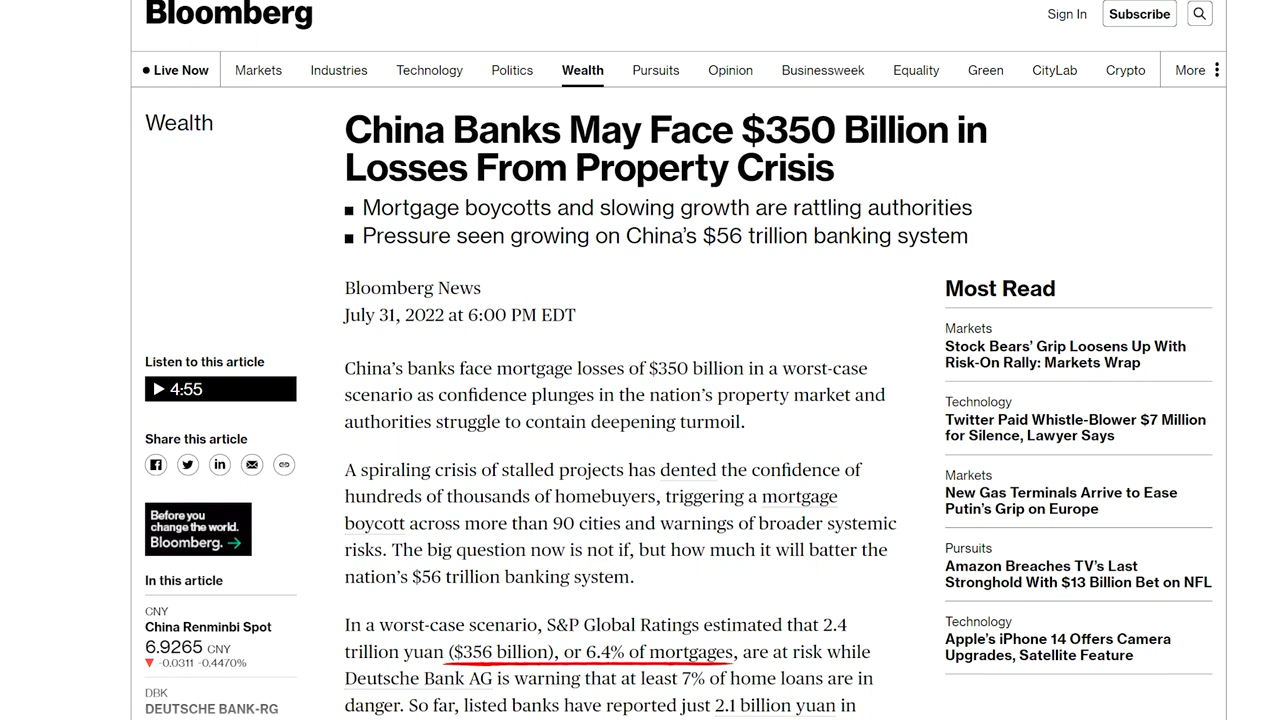 Bloomberg
Sign In
Subscribe
Live Now
Markets
Industries
Technology
Politics
Wealth
Pursuits
Opinion
Businessweek
Equality
Green
CityLab
Crypto
More
Wealth
China Banks May Face $350 Billion in
Losses From Property Crisis
Mortgage boycotts and slowing growth are rattling authorities
Pressure seen growing on China's $56 trillion banking system
Bloomberg News
July 31, 2022 at 6:00 PM EDT
Listen to this article
4:55
Share this article
Before you
change the world.
Bloomberg. →
In this article
CNY
China Renminbi Spot
6.9265 CNY
▼ -0.0311 -0.4470%
DBK
DEUTSCHE BANK-RG
China's banks face mortgage losses of $350 billion in a worst-case
scenario as confidence plunges in the nation's property market and
authorities struggle to contain deepening turmoil.
A spiraling crisis of stalled projects has dented the confidence of
hundreds of thousands of homebuyers, triggering a mortgage
boycott across more than 90 cities and warnings of broader systemic
risks. The big question now is not if, but how much it will batter the
nation's $56 trillion banking system.
In a worst-case scenario, S&P Global Ratings estimated that 2.4
trillion yuan ($356 billion), or 6.4% of mortgages, are at risk while
Deutsche Bank AG is warning that at least 7% of home loans are in
danger. So far, listed banks have reported just 2.1 billion yuan in
Most Read
Markets
Stock Bears' Grip Loosens Up With
Risk-On Rally: Markets Wrap
Technology
Twitter Paid Whistle-Blower $7 Million
for Silence, Lawyer Says
Markets
New Gas Terminals Arrive to Ease
Putin's Grip on Europe
Pursuits
Amazon Breaches TV's Last
Stronghold With $13 Billion Bet on NFL
Technology
Apple's iPhone 14 Offers Camera
Upgrades, Satellite Feature